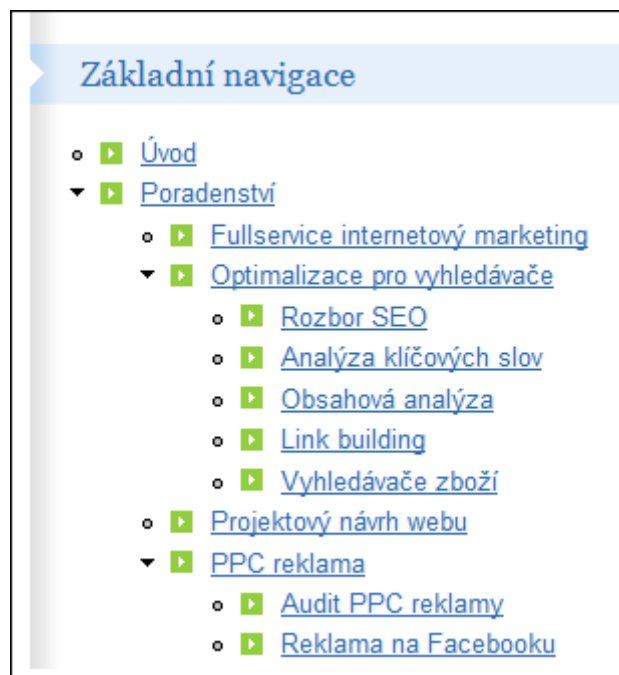 Základní navigace
Úvod
Poradenství
Fullservice internetový marketing
Optimalizace pro vyhledávače
Rozbor SEO
Analýza klíčových slov
Obsahová analýza
Link building
Vyhledávače zboží
Projektový návrh webu
PPC reklama
Audit PPC reklamy
Reklama na Facebooku